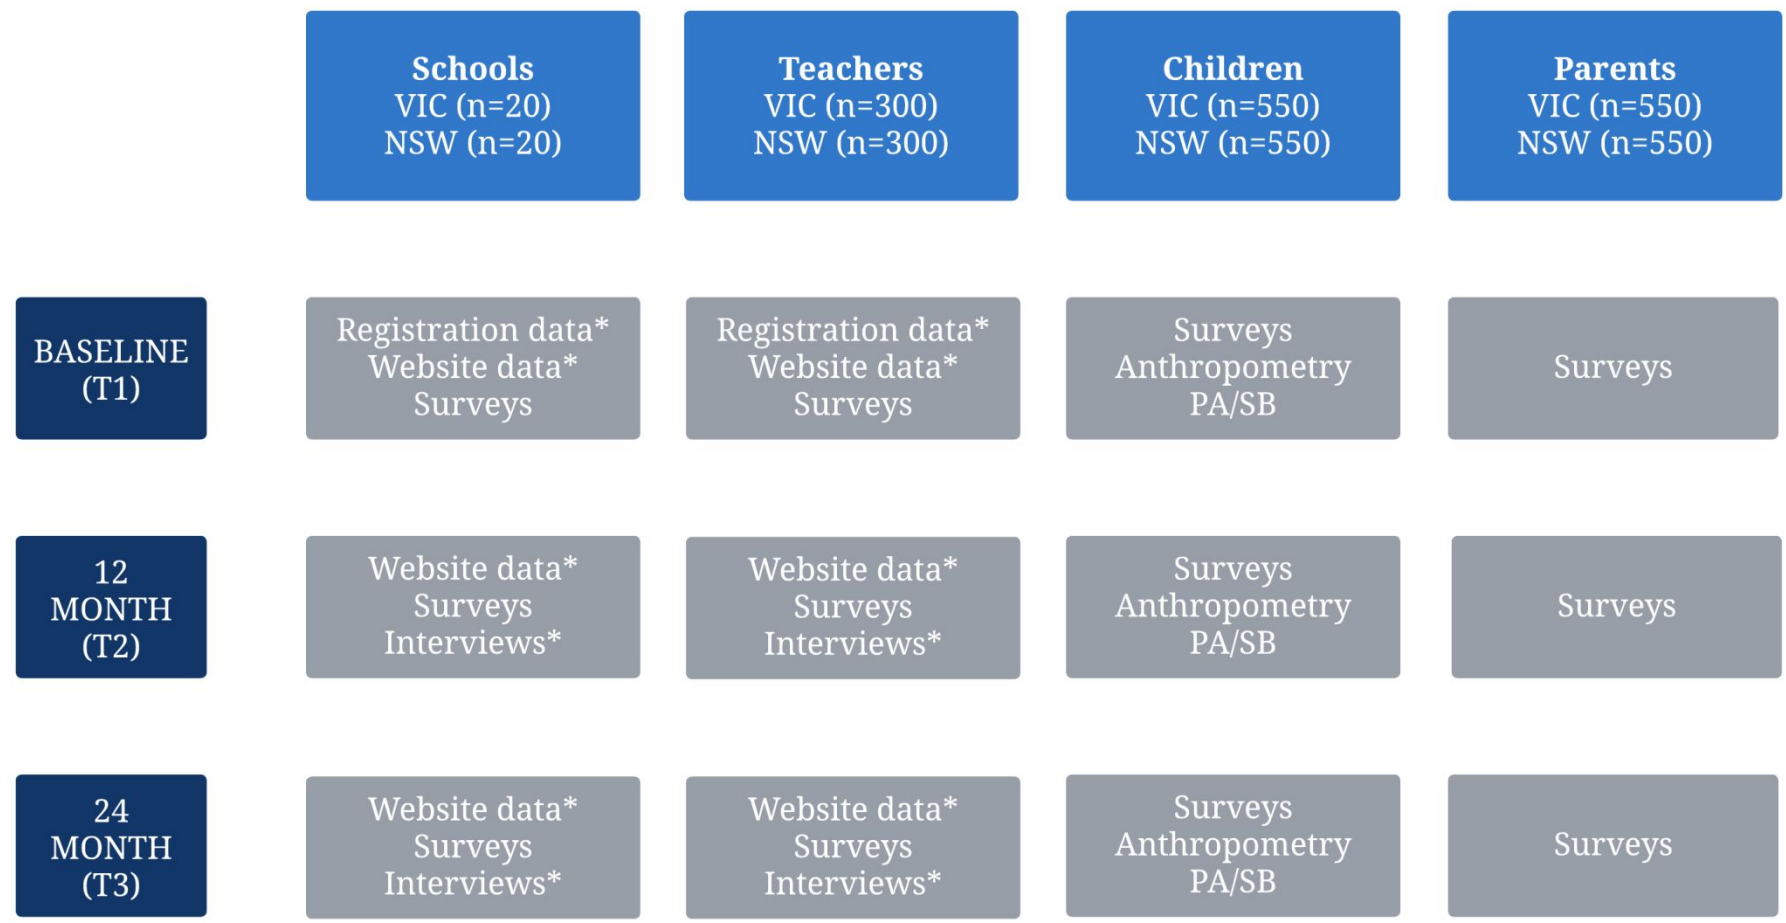 Schools
VIC (n=20)
NSW (n=20)
Teachers
VIC (n=300)
NSW (n=300)
Children
VIC (n=550)
NSW (n=550)
Parents
VIC (n=550)
NSW (n=550)
BASELINE
(T1)
Registration data*
Website data*
Surveys
Registration data*
Website data*
Surveys
Surveys
Anthropometry
PA/SB
Surveys
12
MONTH
(T2)
Website data*
Surveys
Interviews*
Website data*
Surveys
Interviews*
Surveys
Anthropometry
PA/SB
Surveys
24
MONTH
(T3)
Website data*
Surveys
Interviews*
Website data*
Surveys
Interviews*
Surveys
Anthropometry
PA/SB
Surveys